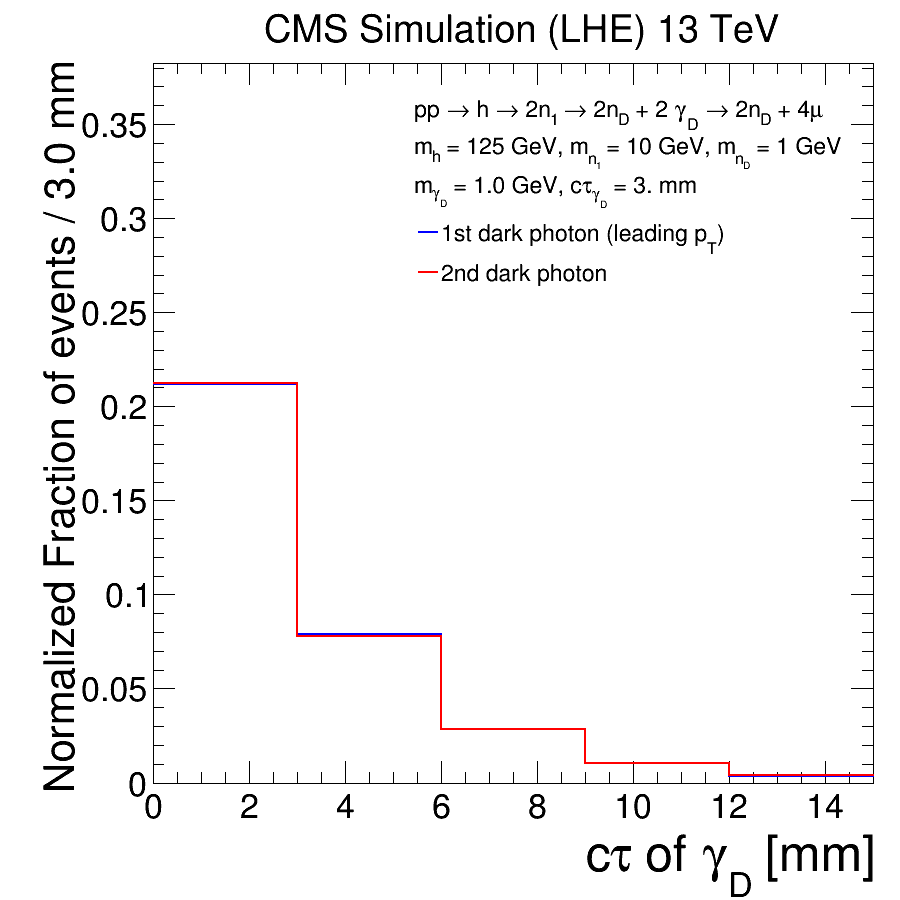 CMS Simulation (LHE) 13 TeV
Normalized Fraction of events / 3.0 mm
0.35
0.3
0.25
0.2
0.15
0.1
0.05
0
pp → h → 2n1 → 2nD + 2 γD → 2nD + 4μ
mh = 125 GeV, mn1 = 10 GeV, mnD = 1 GeV
mγD = 1.0 GeV, cτγD = 3. mm
1st dark photon (leading pT)
2nd dark photon
0 2 4 6 8 10 12 14
cτ of γD [mm]